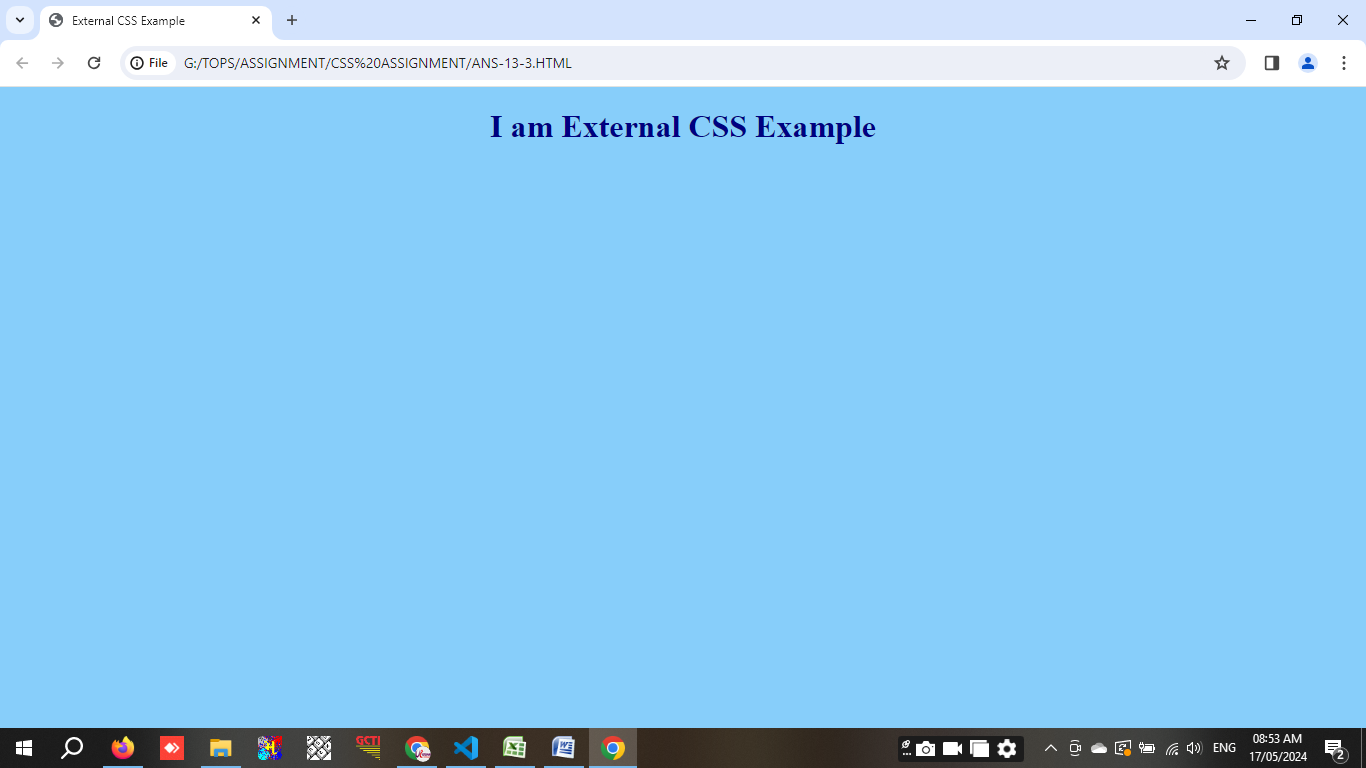 External CSS Example
File
G:/TOPS/ASSIGNMENT/CSS%20ASSIGNMENT/ANS-13-3.HTML
I am External CSS Example
GCTI
ENG
08:53 AM
17/05/2024
2